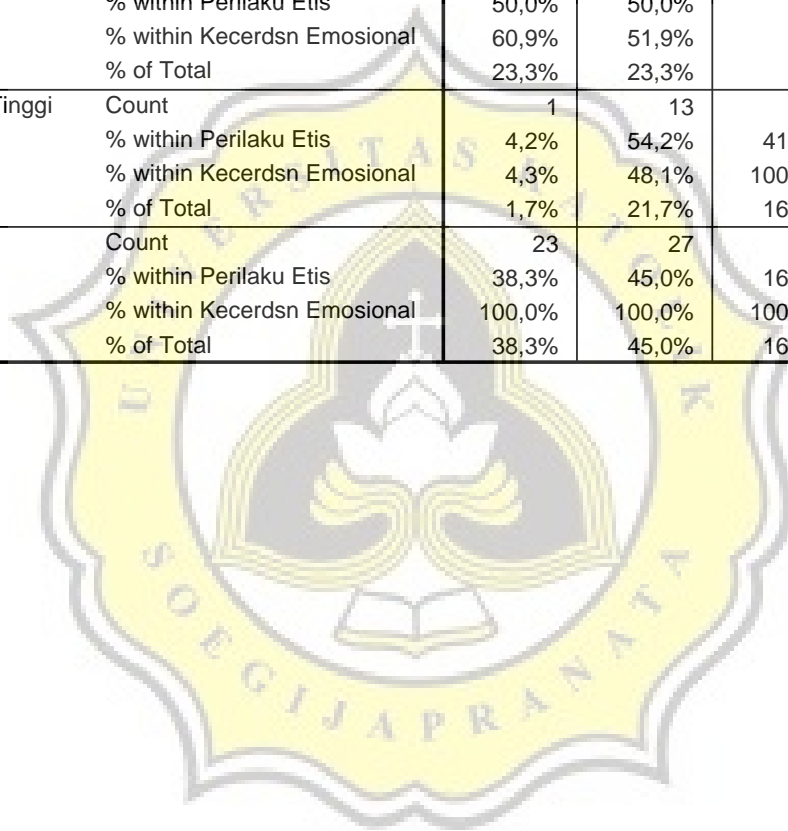 % within Perilaku Etis 50,0% 50,0%
% within Kecerdsn Emosional 60,9% 51,9%
% of Total 23,3% 23,3%
Tinggi Count 1 13
% within Perilaku Etis 4,2% 54,2% 41
% within Kecerdsn Emosional 4,3% 48,1% 100
% of Total 1,7% 21,7% 16
Count 23 27
% within Perilaku Etis 38,3% 45,0% 16
% within Kecerdsn Emosional 100,0% 100,0% 100
% of Total 38,3% 45,0% 16
UNIVERSITAS KATOLIK
SOEGIJAPRANATA